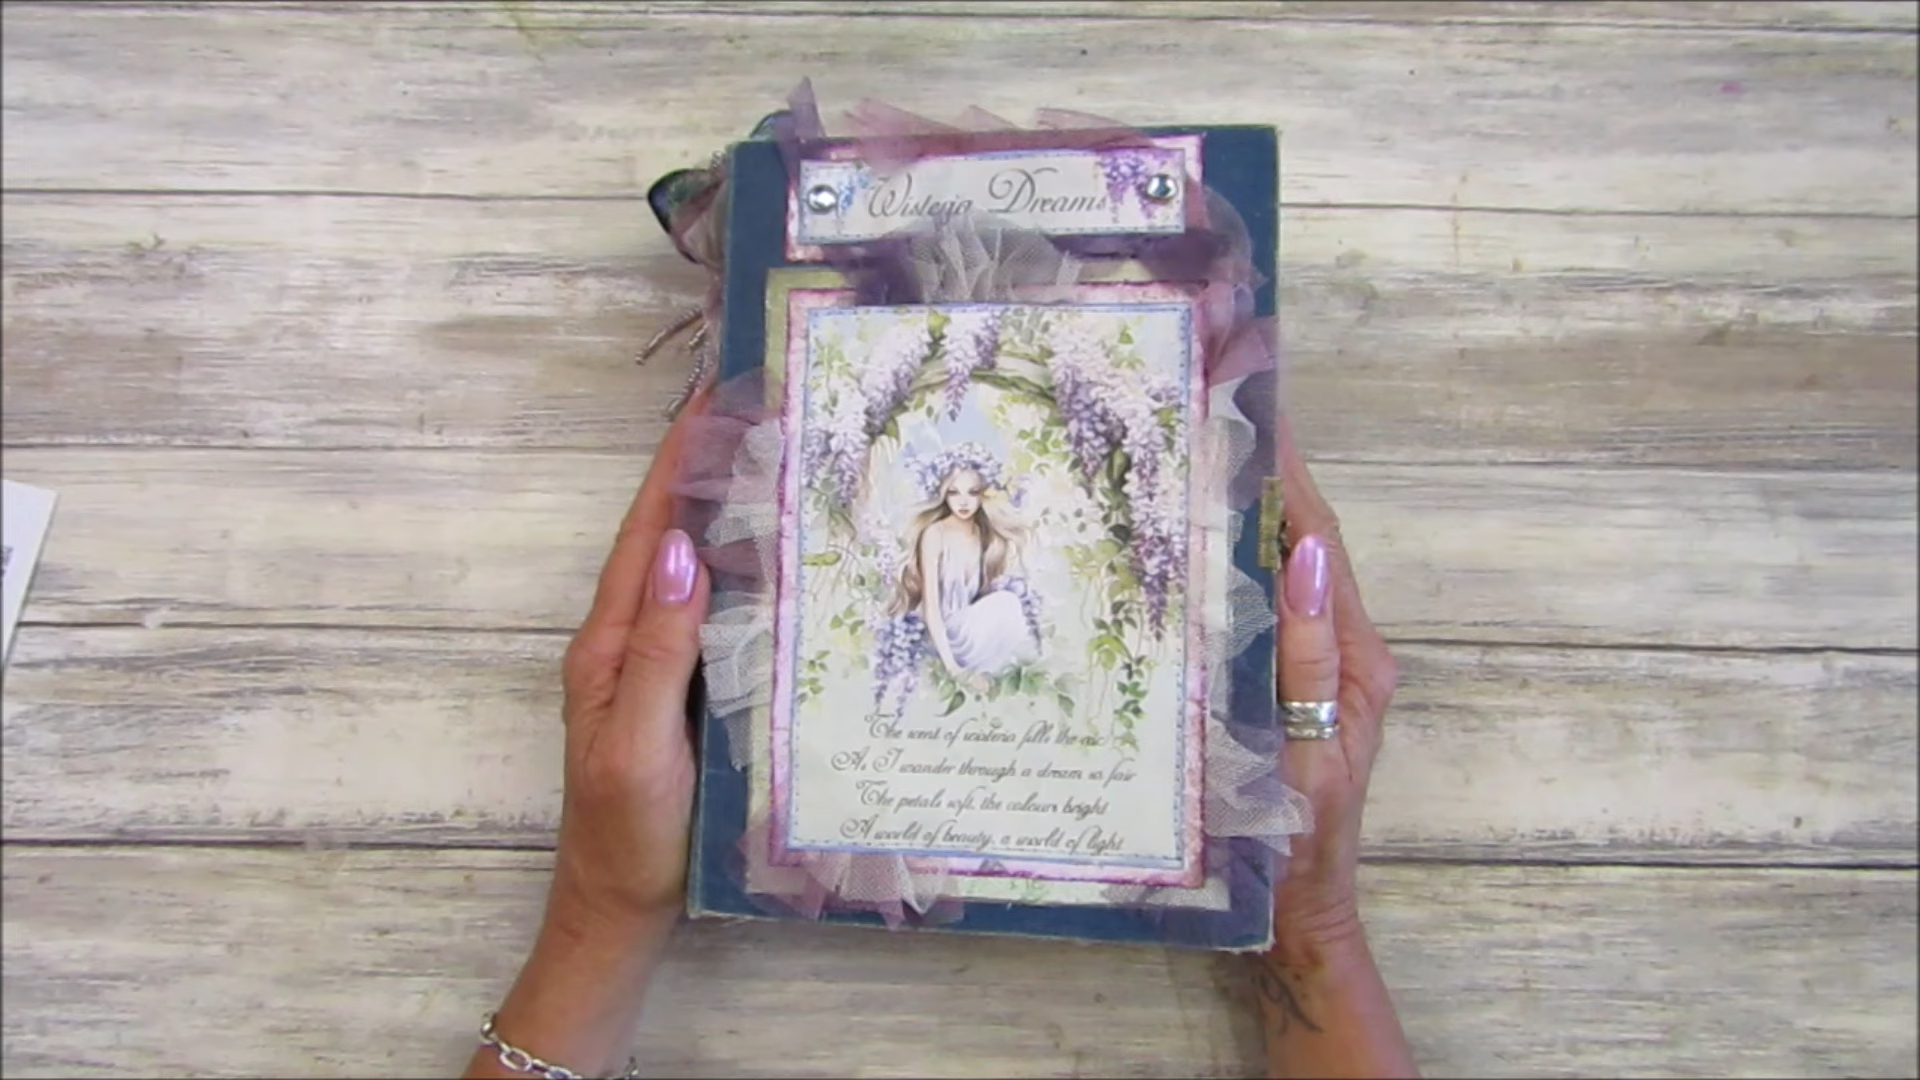 Wisteria Dreams
The scent of wisteria fills the air
As I wander through a dream so fair
The petals soft, the colours bright
A world of beauty, a world of light